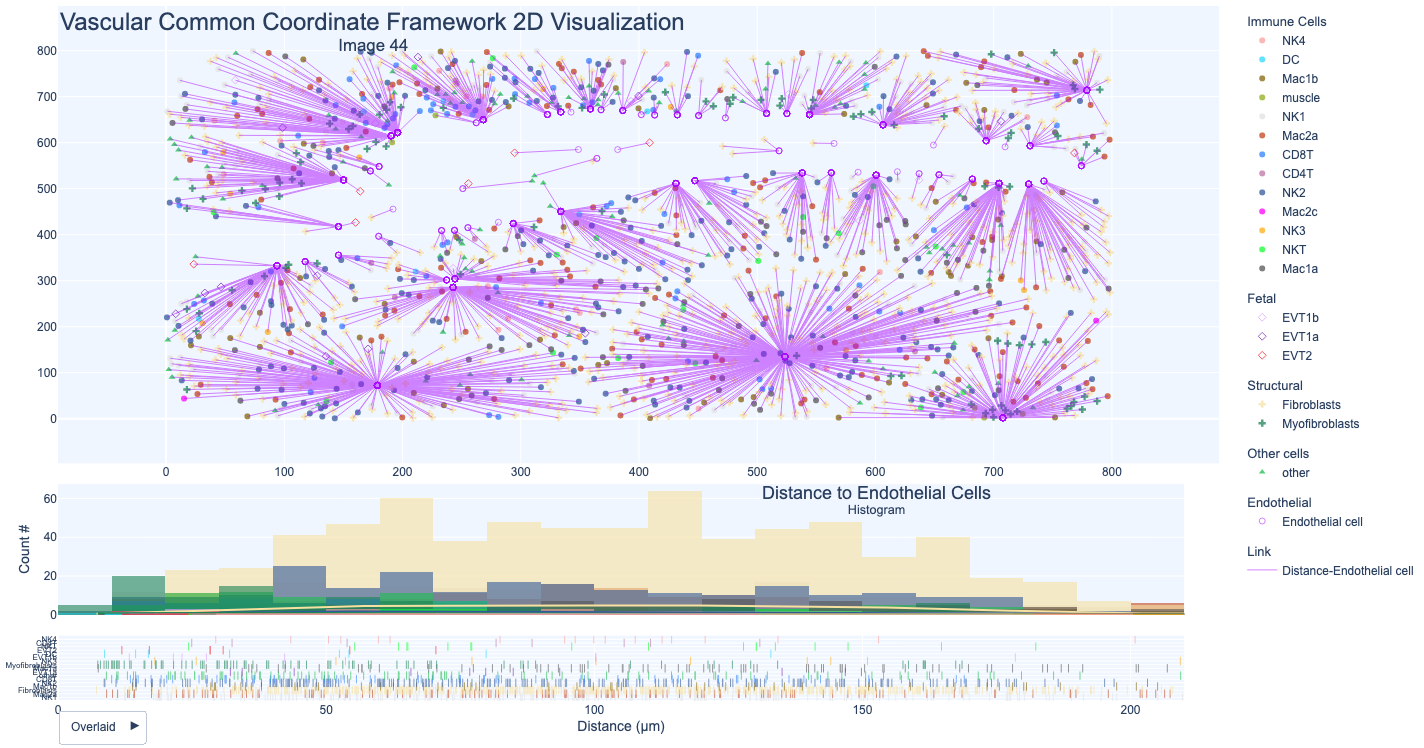 Vascular Common Coordinate Framework 2D Visualization
Image 44
800
700
600
500
400
300
200
100
0
0 100 200 300 400 500 600 700 800
Immune Cells
NK4
DC
Mac1b
muscle
NK1
Mac2a
CD8T
CD4T
NK2
Mac2c
NK3
NKT
Mac1a
Fetal
EVT1b
EVT1a
EVT2
Structural
Fibroblasts
Myofibroblasts
Other cells
other
Endothelial
Endothelial cell
Link
Distance-Endothelial cell
Distance to Endothelial Cells
Histogram
Count #
60
40
20
0
NK4
Myofibroblasts
Fibroblasts
0 50 100 150 200
Distance (μm)
Overlaid ▶